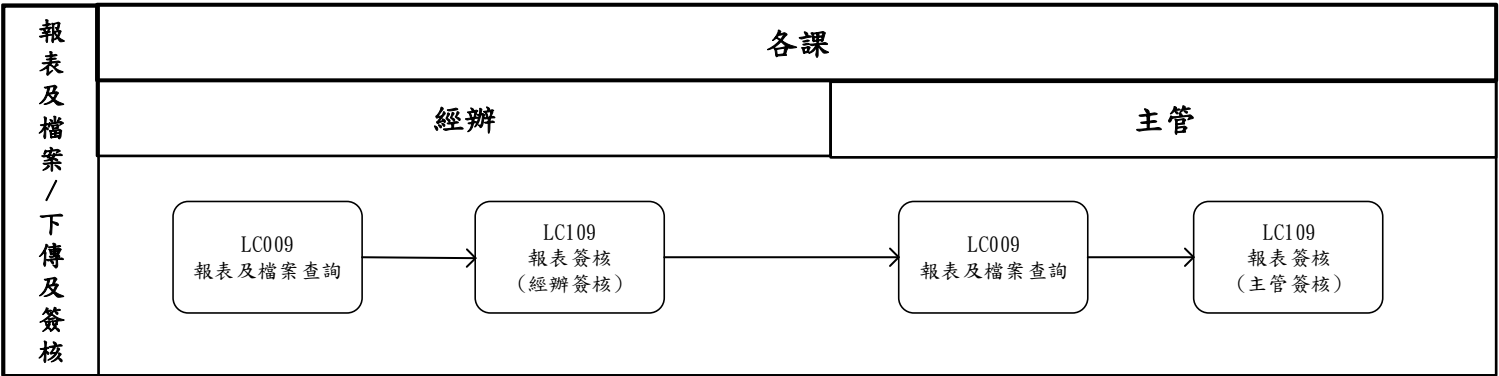 報表及檔案/下傳及簽核
各課
經辦
主管
LC009
報表及檔案查詢
LC109
報表簽核
(經辦簽核)
LC009
報表及檔案查詢
LC109
報表簽核
(主管簽核)